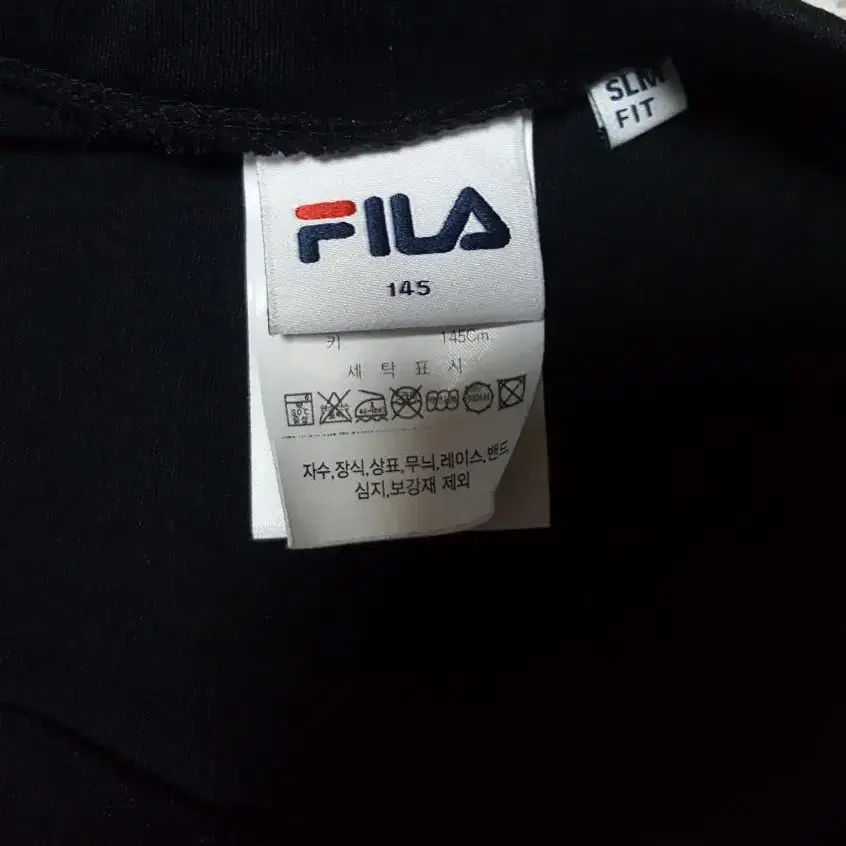 SLIM
FIT
FILA
145
키 145Cm
세 탁 표 시
자수,장식,상표,무늬,레이스,밴드
심지,보강재 제외